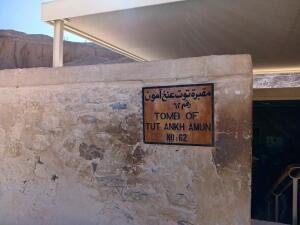 مقبرة توت عنخ آمون
رقم ٦٢
TOMB OF
TUT ANKH AMUN
NO: 62